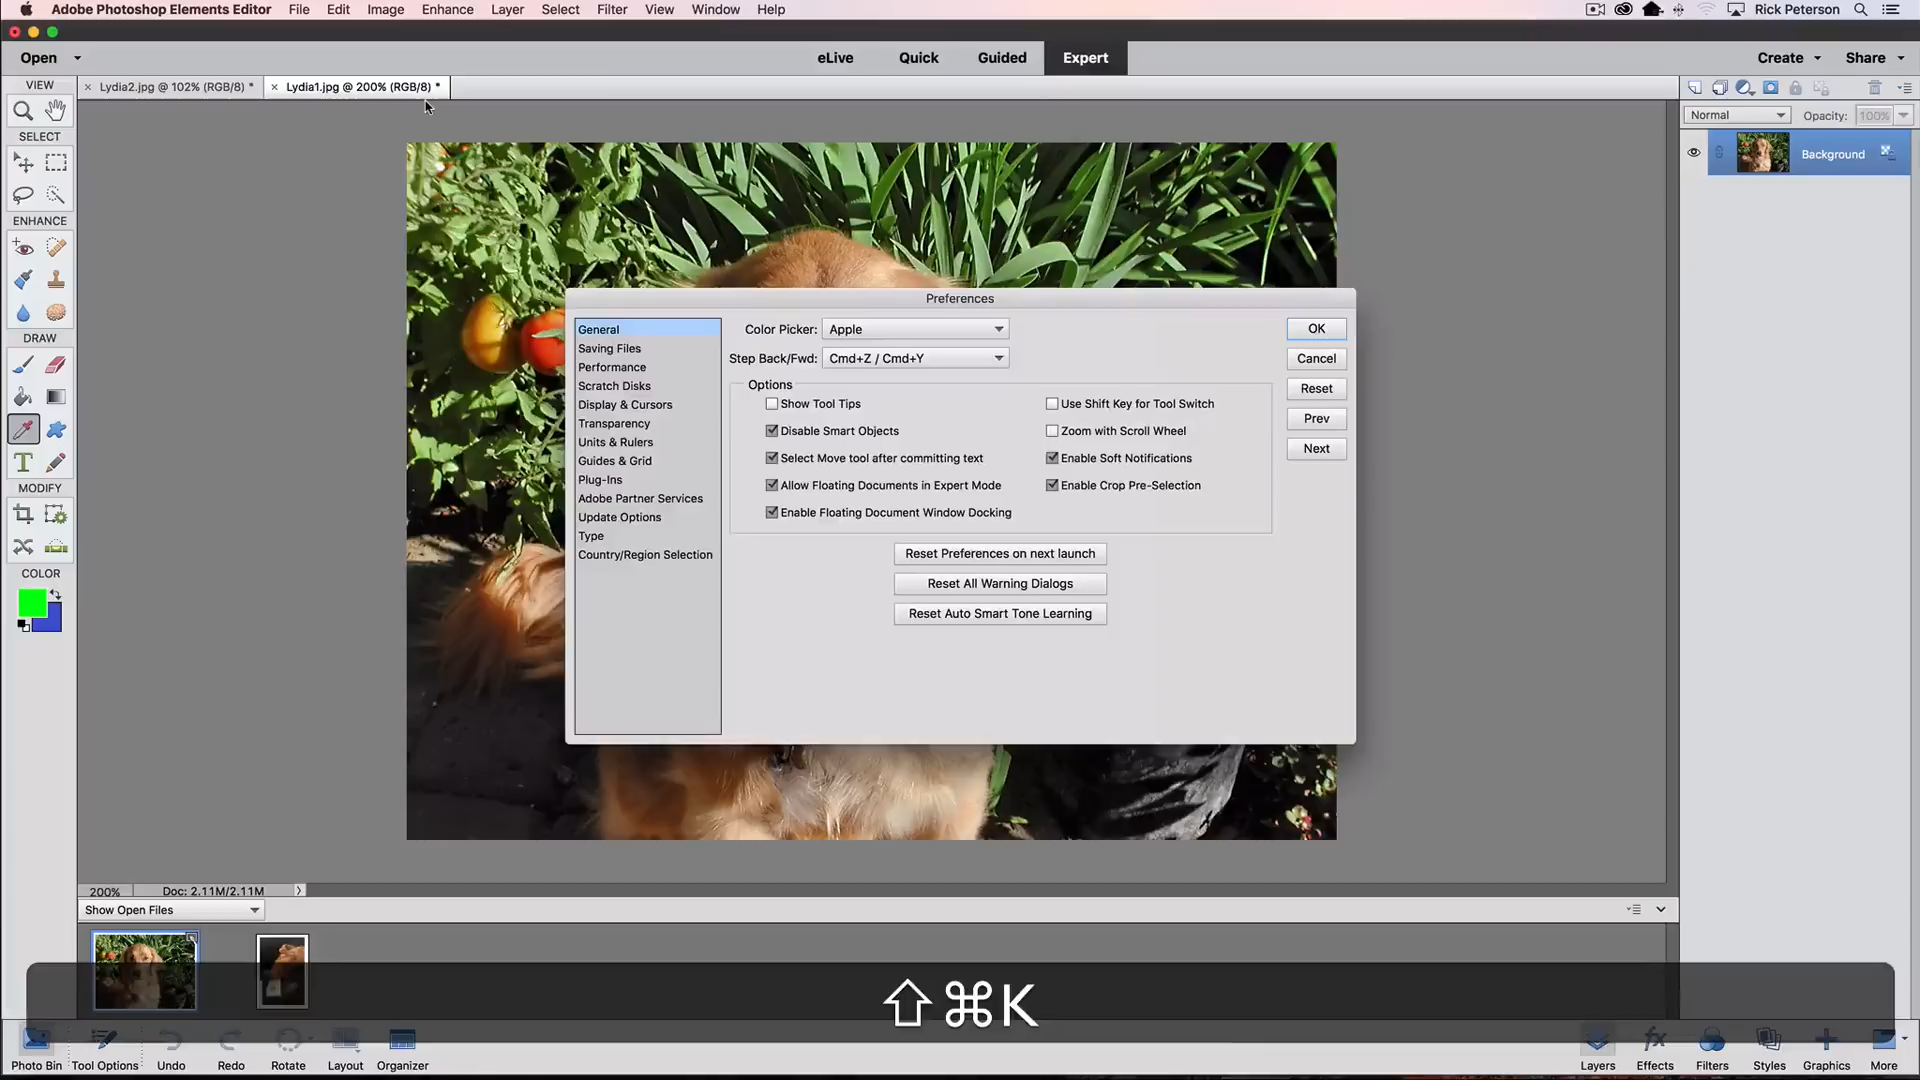 Adobe Photoshop Elements Editor File Edit Image Enhance Layer Select Filter View Window Help Rick Peterson
Open eLive Quick Guided Expert Create Share
VIEW
Lydia2.jpg @ 102% (RGB/8) *
Lydia1.jpg @ 200% (RGB/8) *
SELECT
ENHANCE
DRAW
MODIFY
COLOR
Normal Opacity: 100%
Background
Preferences
General
Saving Files
Performance
Scratch Disks
Display & Cursors
Transparency
Units & Rulers
Guides & Grid
Plug-Ins
Adobe Partner Services
Update Options
Type
Country/Region Selection
Color Picker: Apple
Step Back/Fwd: Cmd+Z / Cmd+Y
Options
Show Tool Tips
Disable Smart Objects
Select Move tool after committing text
Allow Floating Documents in Expert Mode
Enable Floating Document Window Docking
Use Shift Key for Tool Switch
Zoom with Scroll Wheel
Enable Soft Notifications
Enable Crop Pre-Selection
Reset Preferences on next launch
Reset All Warning Dialogs
Reset Auto Smart Tone Learning
OK
Cancel
Reset
Prev
Next
200% Doc: 2.11M/2.11M
Show Open Files
⇧⌘K
Photo Bin Tool Options Undo Redo Rotate Layout Organizer Layers Effects Filters Styles Graphics More